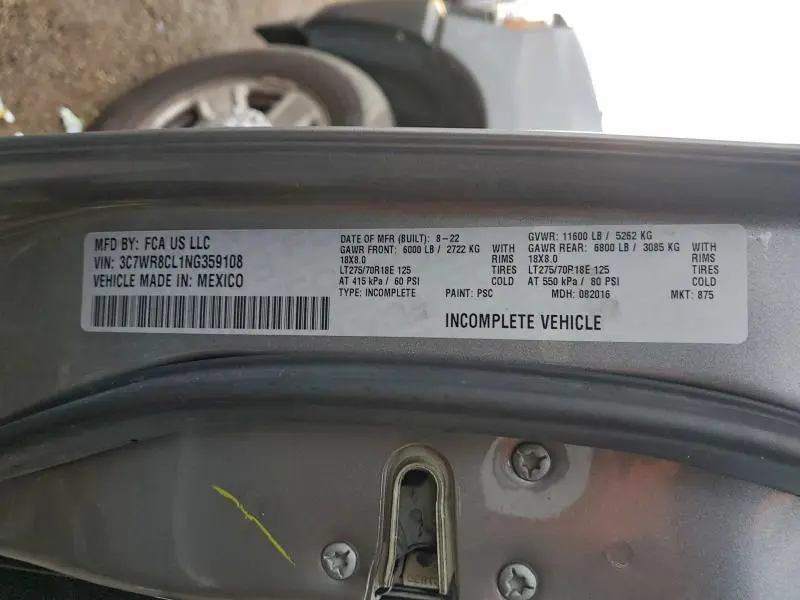 MFD BY: FCA US LLC
VIN: 3C7WR8CL1NG359108
VEHICLE MADE IN: MEXICO
DATE OF MFR (BUILT): 8-22
GAWR FRONT: 6000 LB / 2722 KG WITH
18X8.0 RIMS
LT275/70R18E 125 TIRES
AT 415 kPa / 60 PSI COLD
TYPE: INCOMPLETE PAINT: PSC
GVWR: 11600 LB / 5262 KG
GAWR REAR: 6800 LB / 3085 KG WITH
18X8.0 RIMS
LT275/70R18E 125 TIRES
AT 550 kPa / 80 PSI COLD
MDH: 082016 MKT: 875
INCOMPLETE VEHICLE